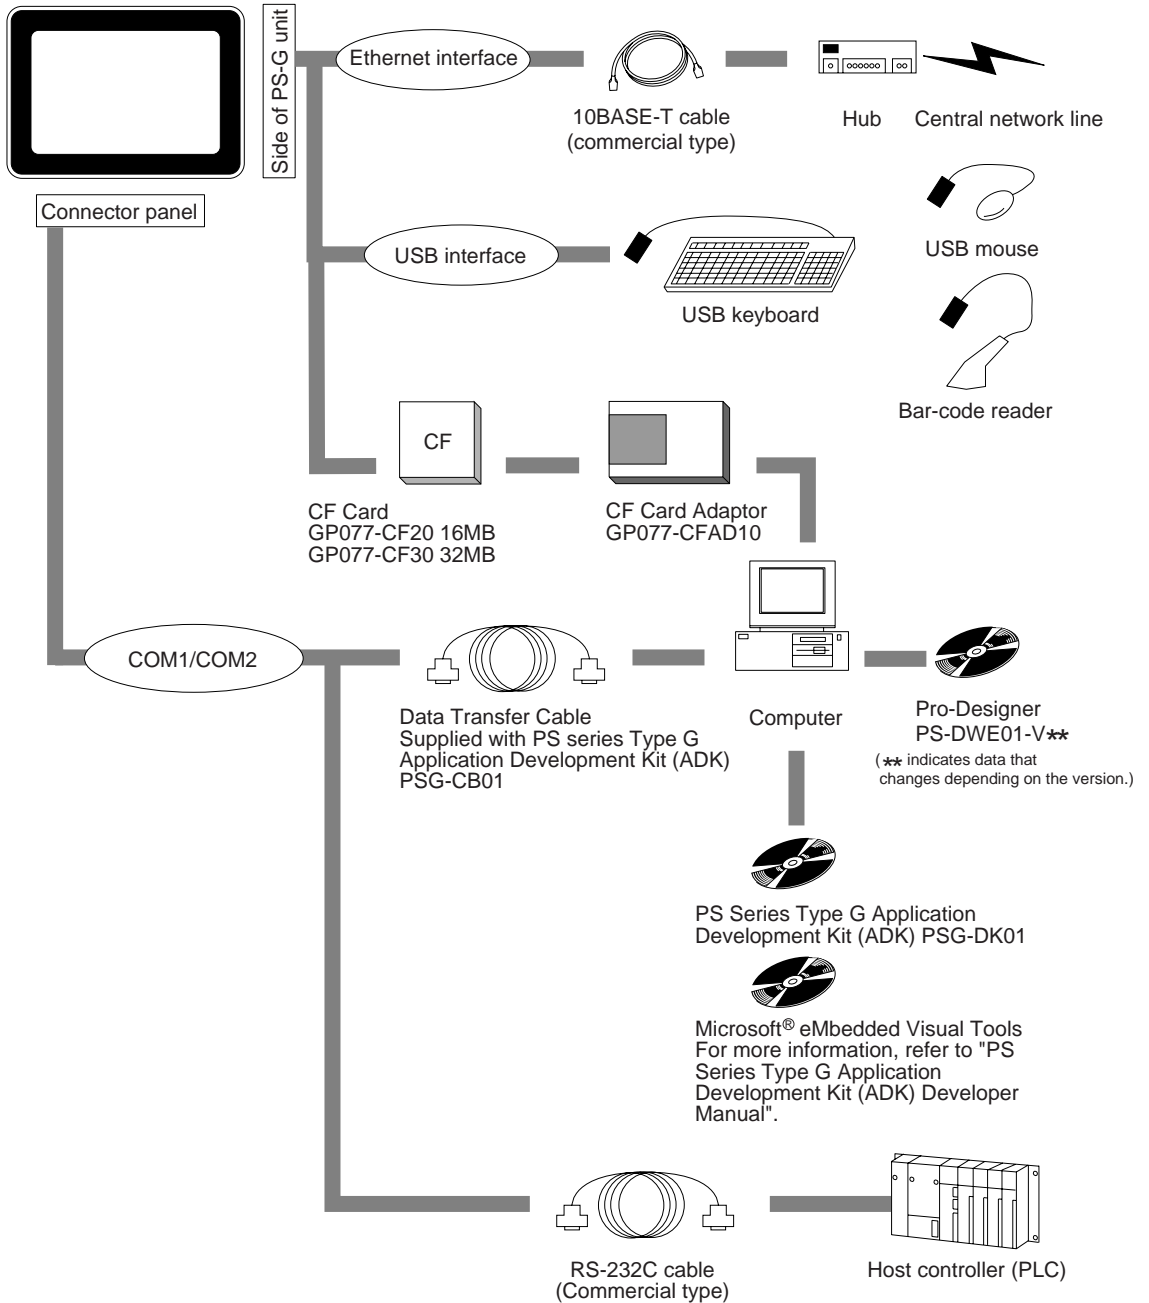 Side of PS-G unit
Ethernet interface
10BASE-T cable
(commercial type)
Hub
Central network line
Connector panel
USB interface
USB keyboard
USB mouse
Bar-code reader
CF
CF Card
GP077-CF20 16MB
GP077-CF30 32MB
CF Card Adaptor
GP077-CFAD10
COM1/COM2
Data Transfer Cable
Supplied with PS series Type G
Application Development Kit (ADK)
PSG-CB01
Computer
Pro-Designer
PS-DWE01-V**
( ** indicates data that
changes depending on the version.)
PS Series Type G Application
Development Kit (ADK) PSG-DK01
Microsoft® eMbedded Visual Tools
For more information, refer to "PS
Series Type G Application
Development Kit (ADK) Developer
Manual".
RS-232C cable
(Commercial type)
Host controller (PLC)